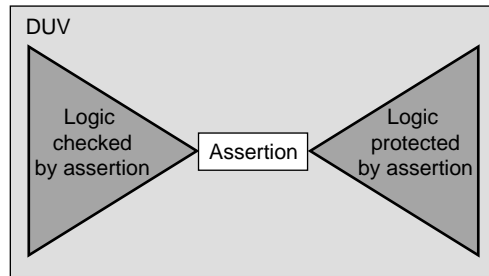 DUV
Logic
checked
by assertion
Assertion
Logic
protected
by assertion